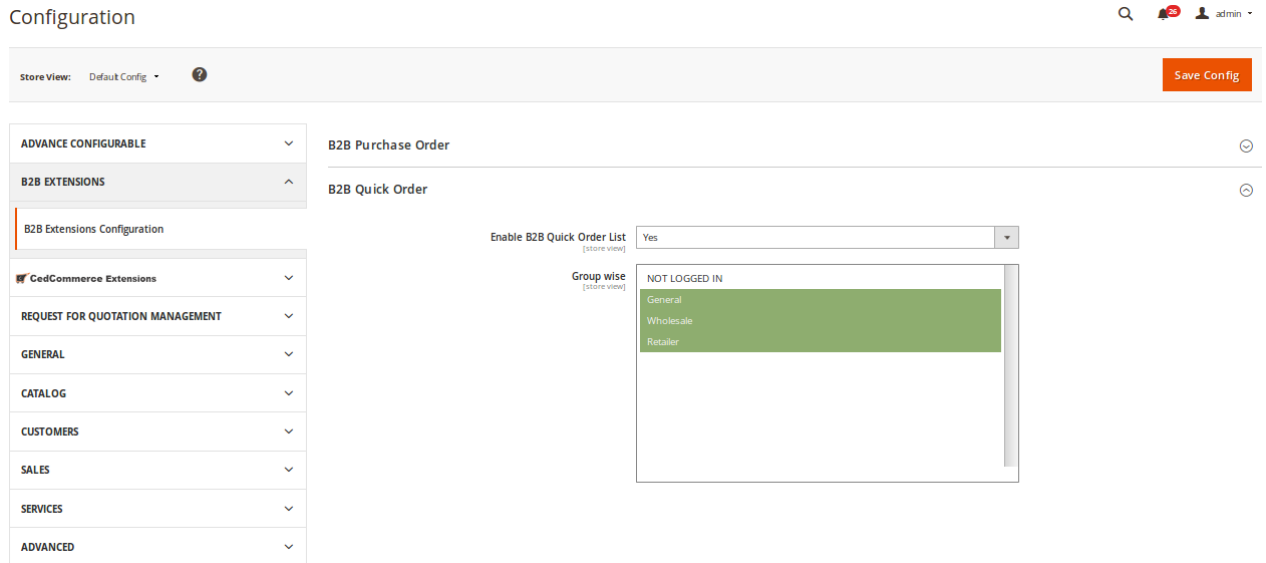 Configuration
26
admin
Store View:
Default Config
?
Save Config
ADVANCE CONFIGURABLE
B2B EXTENSIONS
B2B Extensions Configuration
CedCommerce Extensions
REQUEST FOR QUOTATION MANAGEMENT
GENERAL
CATALOG
CUSTOMERS
SALES
SERVICES
ADVANCED
B2B Purchase Order
B2B Quick Order
Enable B2B Quick Order List
[store view]
Yes
Group wise
[store view]
NOT LOGGED IN
General
Wholesale
Retailer